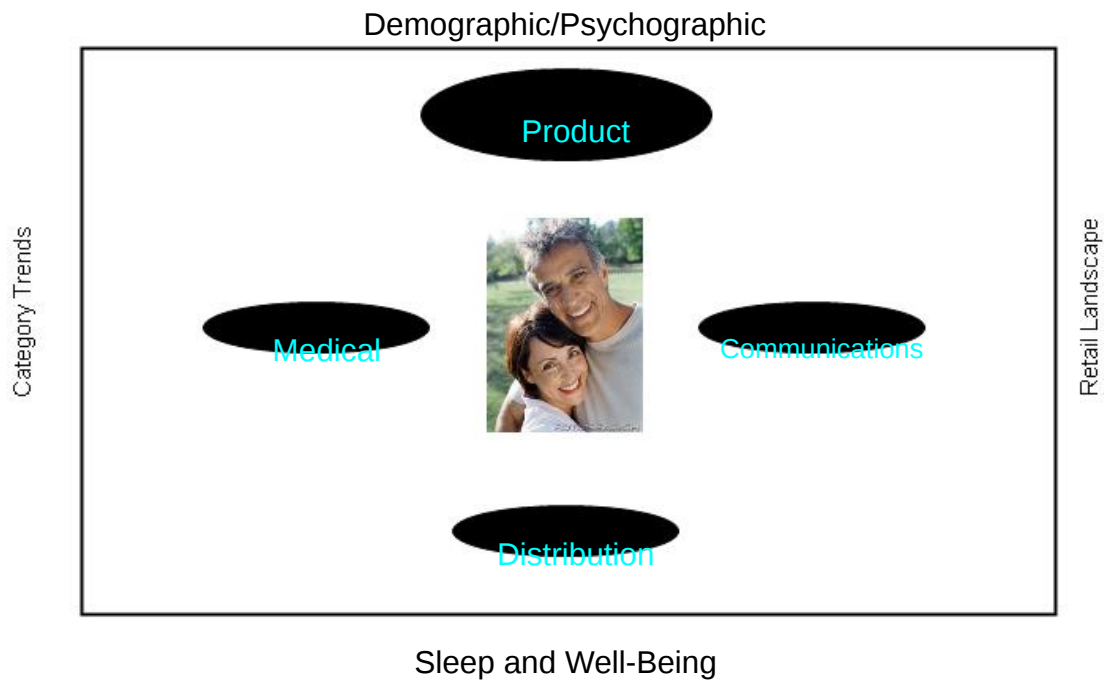 Demographic/Psychographic
Product
Category Trends
Retail Landscape
Medical
Communications
Distribution
Sleep and Well-Being